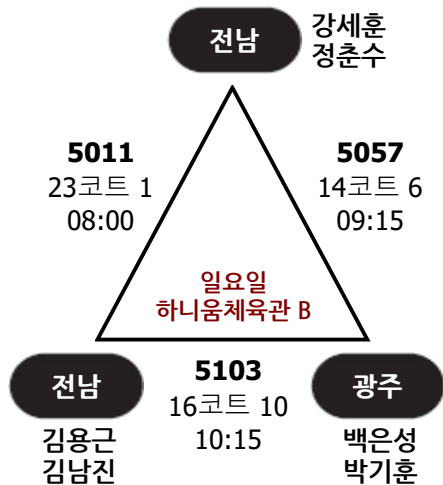 전남
강세훈
정춘수
5011
23코트 1
08:00
5057
14코트 6
09:15
일요일
하니움체육관 B
전남
김용근
김남진
5103
16코트 10
10:15
광주
백은성
박기훈